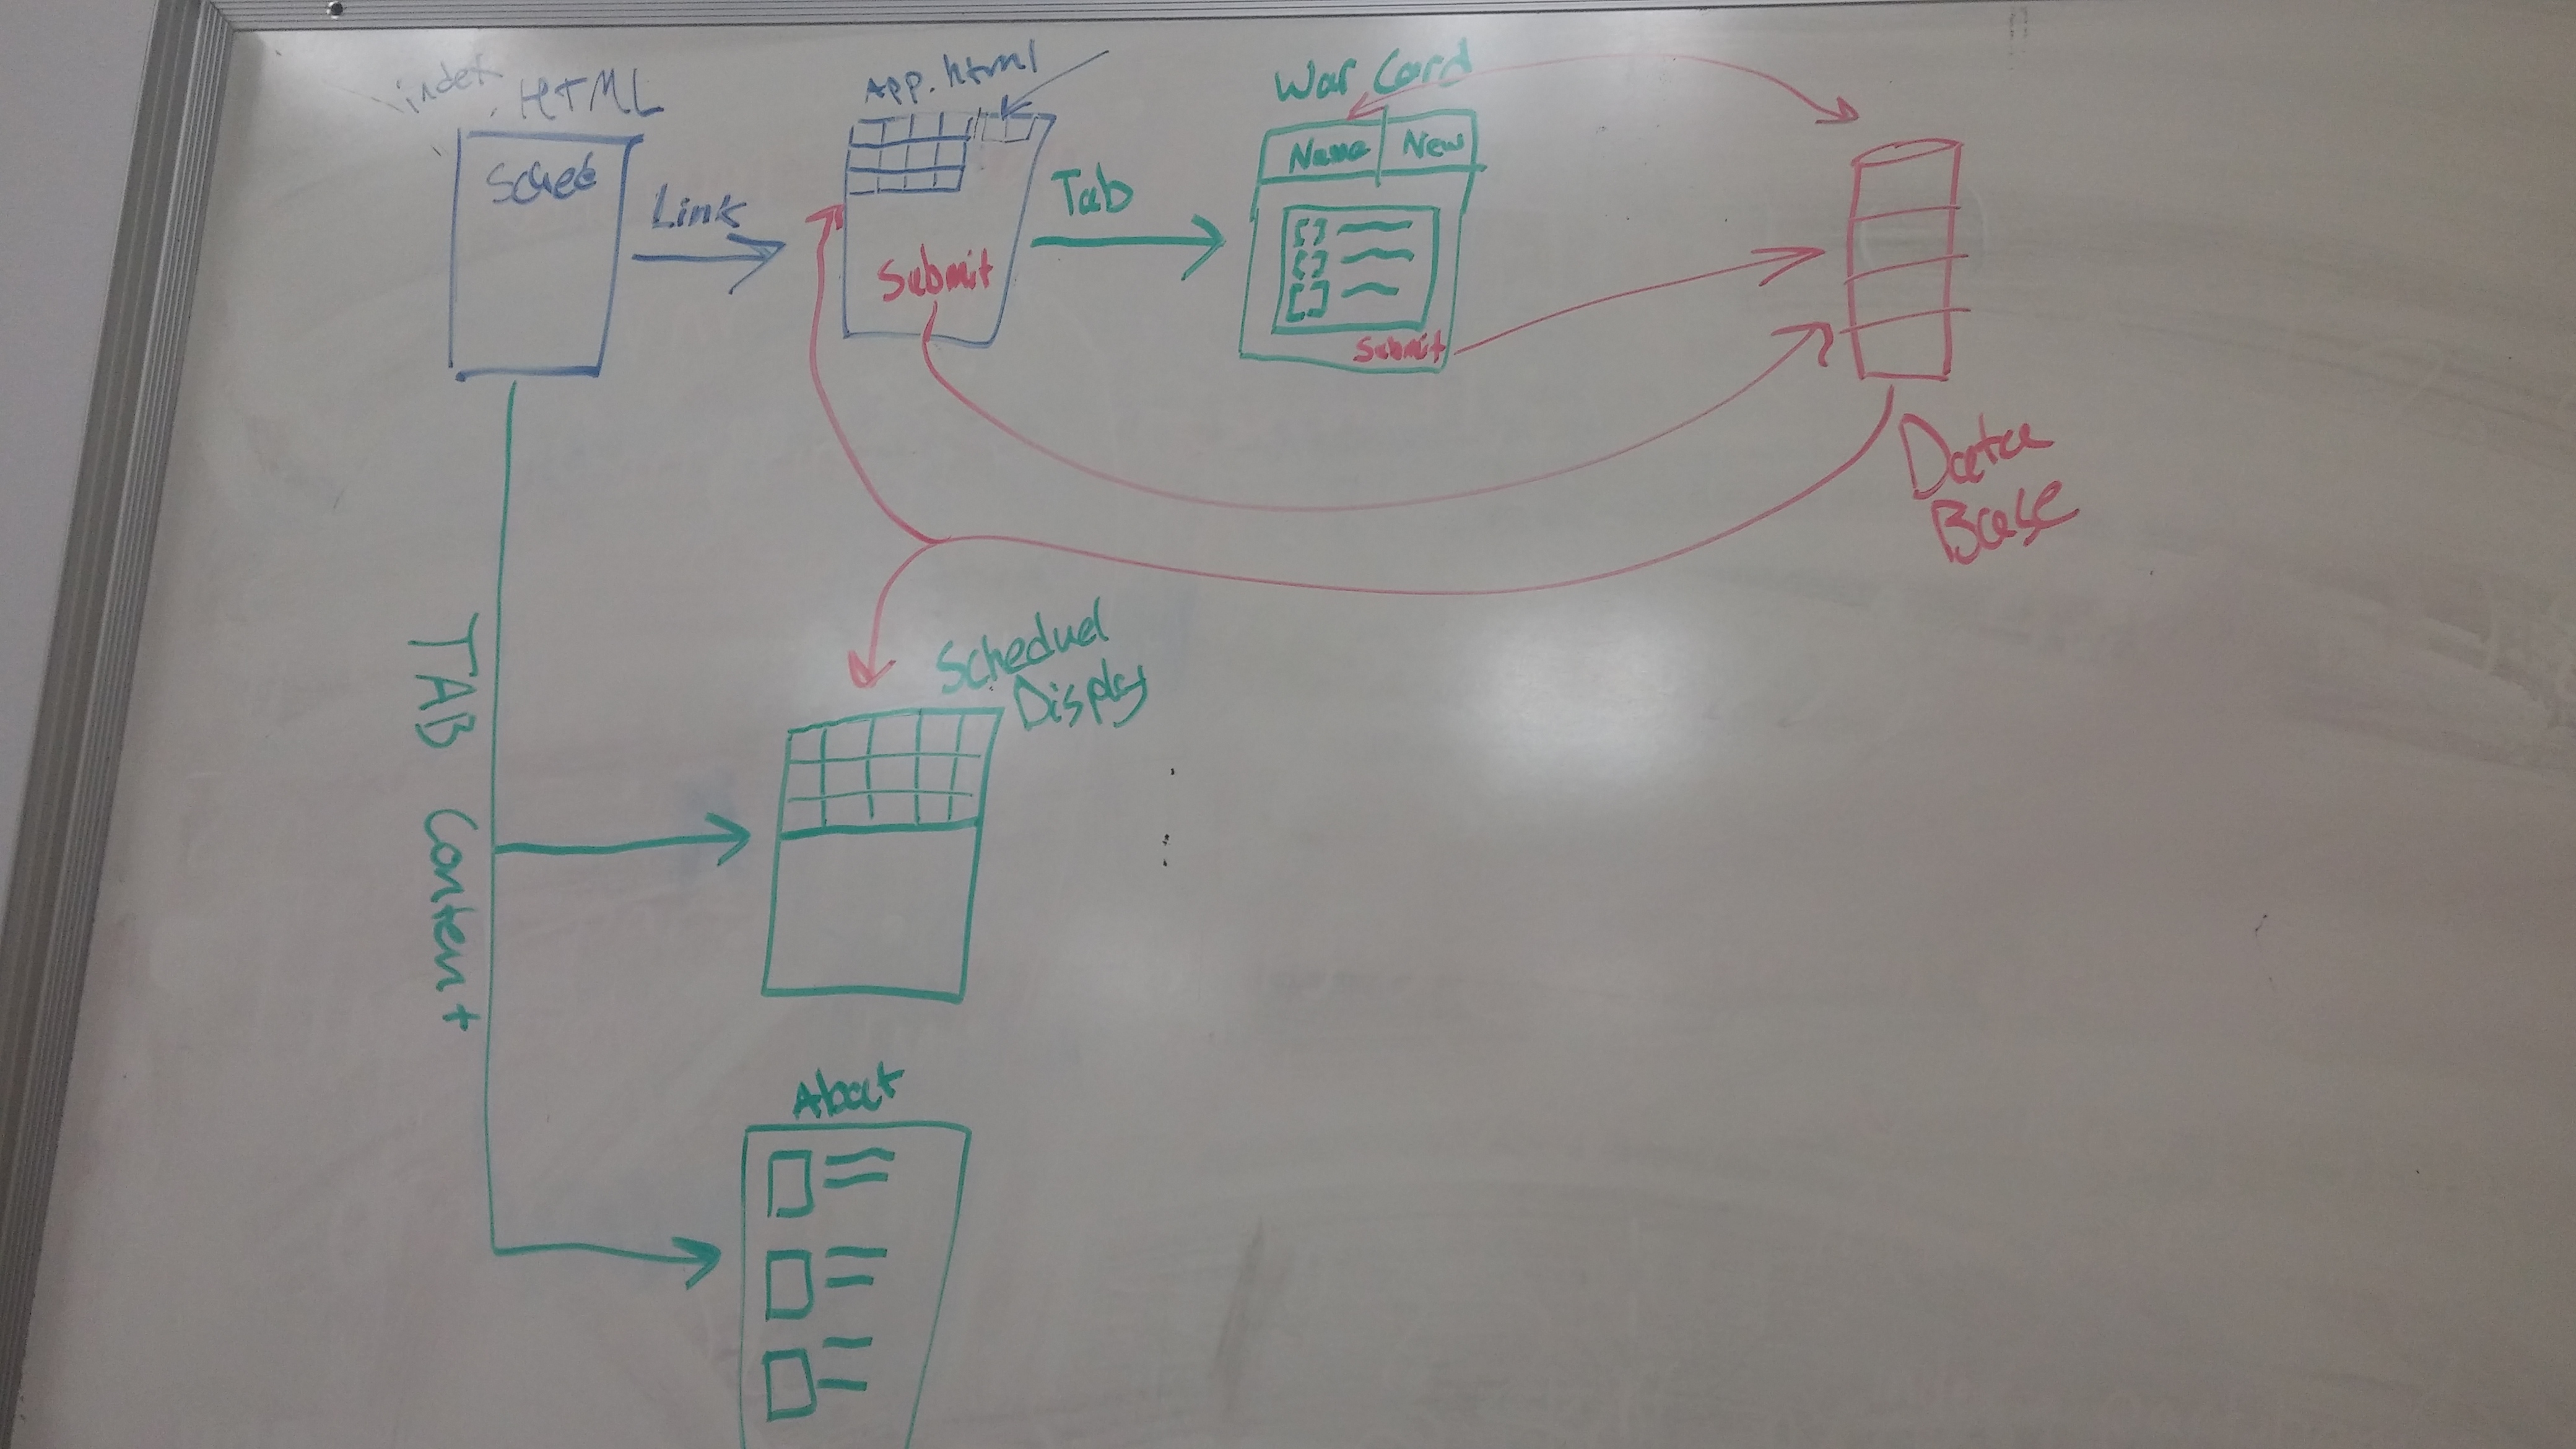 index
.HTML
App.html
War Card
Name New
Link
Tab
Submit
Submit
Data
Base
Scheduel
Display
TAB Content
About